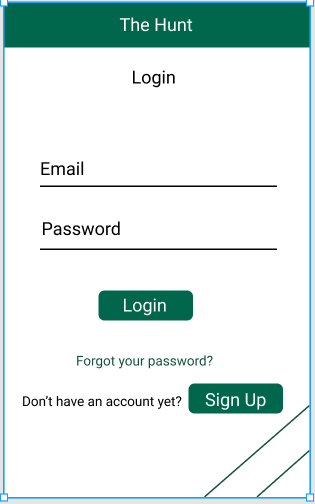 The Hunt
Login
Email
Password
Login
Forgot your password?
Don't have an account yet? Sign Up